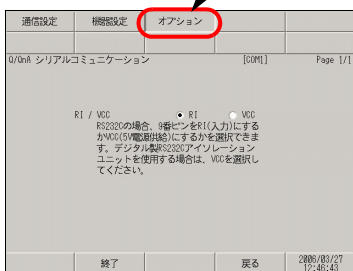 通信設定 機器設定 オプション
Q/QnA シリアルコミュニケーション [COM1] Page 1/1
RI / VCC RI VCC
RS232Cの場合、9番ピンをRI(入力)にする
かVCC(5V電源供給)にするかを選択できま
す。デジタル製RS232Cアイソレーション
ユニットを使用する場合は、VCCを選択し
てください。
終了 戻る 2006/03/27
12:46:43